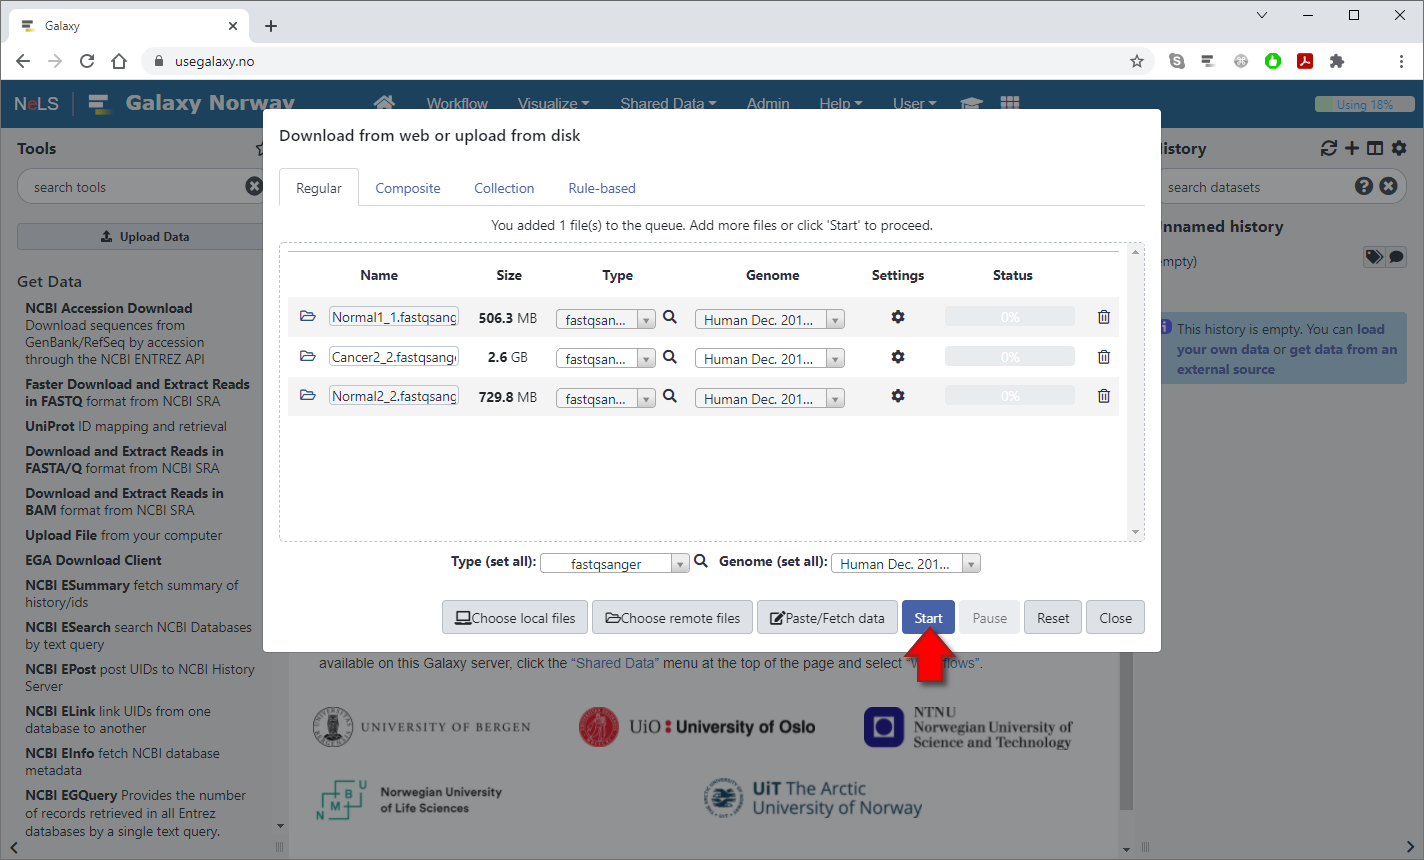 Galaxy
usegalaxy.no
NeLS
Galaxy Norway
Workflow
Visualize
Shared Data
Admin
Help
User
Using 18%
Tools
search tools
Upload Data
Get Data
NCBI Accession Download
Download sequences from
GenBank/RefSeq by accession
through the NCBI ENTREZ API
Faster Download and Extract Reads
in FASTQ format from NCBI SRA
UniProt ID mapping and retrieval
Download and Extract Reads in
FASTA/Q format from NCBI SRA
Download and Extract Reads in
BAM format from NCBI SRA
Upload File from your computer
EGA Download Client
NCBI ESummary fetch summary of
history/ids
NCBI ESearch search NCBI Databases
by text query
NCBI EPost post UIDs to NCBI History
Server
NCBI ELink link UIDs from one
database to another
NCBI EInfo fetch NCBI database
metadata
NCBI EGQuery Provides the number
of records retrieved in all Entrez
databases by a single text query.
Download from web or upload from disk
Regular
Composite
Collection
Rule-based
You added 1 file(s) to the queue. Add more files or click 'Start' to proceed.
Name Size Type Genome Settings Status
Normal1_1.fastqsang 506.3 MB fastqsan... Human Dec. 201... 0%
Cancer2_2.fastqsange 2.6 GB fastqsan... Human Dec. 201... 0%
Normal2_2.fastqsang 729.8 MB fastqsan... Human Dec. 201... 0%
Type (set all): fastqsanger Genome (set all): Human Dec. 201...
Choose local files
Choose remote files
Paste/Fetch data
Start
Pause
Reset
Close
available on this Galaxy server, click the “Shared Data” menu at the top of the page and select “W flows”.
UNIVERSITY OF BERGEN
UiO: University of Oslo
NTNU
Norwegian University of
Science and Technology
NMBU
Norwegian University
of Life Sciences
UiT The Arctic
University of Norway
istory
search datasets
nnamed history
mpty)
This history is empty. You can load
your own data or get data from an
external source